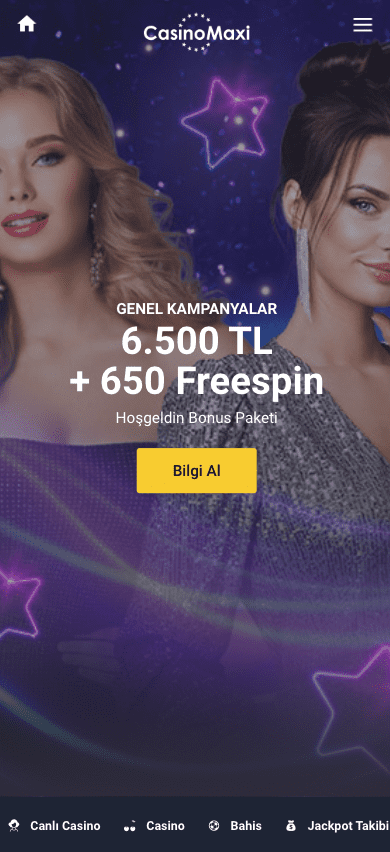 CasinoMaxi
GENEL KAMPANYALAR
6.500 TL
+ 650 Freespin
Hoşgeldin Bonus Paketi
Bilgi Al
Canlı Casino
Casino
Bahis
Jackpot Takibi